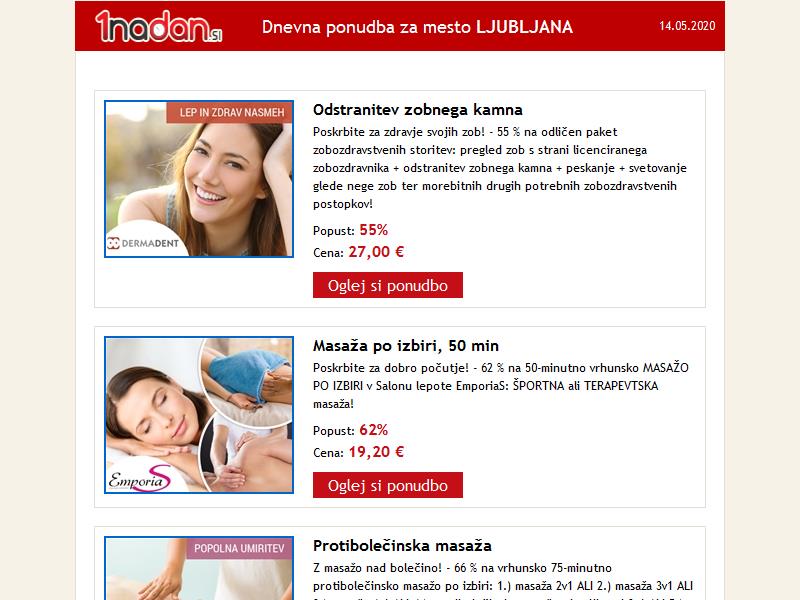 1nadan.si
Dnevna ponudba za mesto LJUBLJANA
14.05.2020
LEP IN ZDRAV NASMEH
DERMADENT
Odstranitev zobnega kamna
Poskrbite za zdravje svojih zob! - 55 % na odličen paket
zobozdravstvenih storitev: pregled zob s strani licenciranega
zobozdravnika + odstranitev zobnega kamna + peskanje + svetovanje
glede nege zob ter morebitnih drugih potrebnih zobozdravstvenih
postopkov!
Popust: 55%
Cena: 27,00 €
Oglej si ponudbo
EmporiaS
Masaža po izbiri, 50 min
Poskrbite za dobro počutje! - 62 % na 50-minutno vrhunsko MASAŽO
PO IZBIRI v Salonu lepote EmporiaS: ŠPORTNA ali TERAPEVTSKA
masaža!
Popust: 62%
Cena: 19,20 €
Oglej si ponudbo
POPOLNA UMIRITEV
Protibolečinska masaža
Z masažo nad bolečino! - 66 % na vrhunsko 75-minutno
protibolečinsko masažo po izbiri: 1.) masaža 2v1 ALI 2.) masaža 3v1 ALI